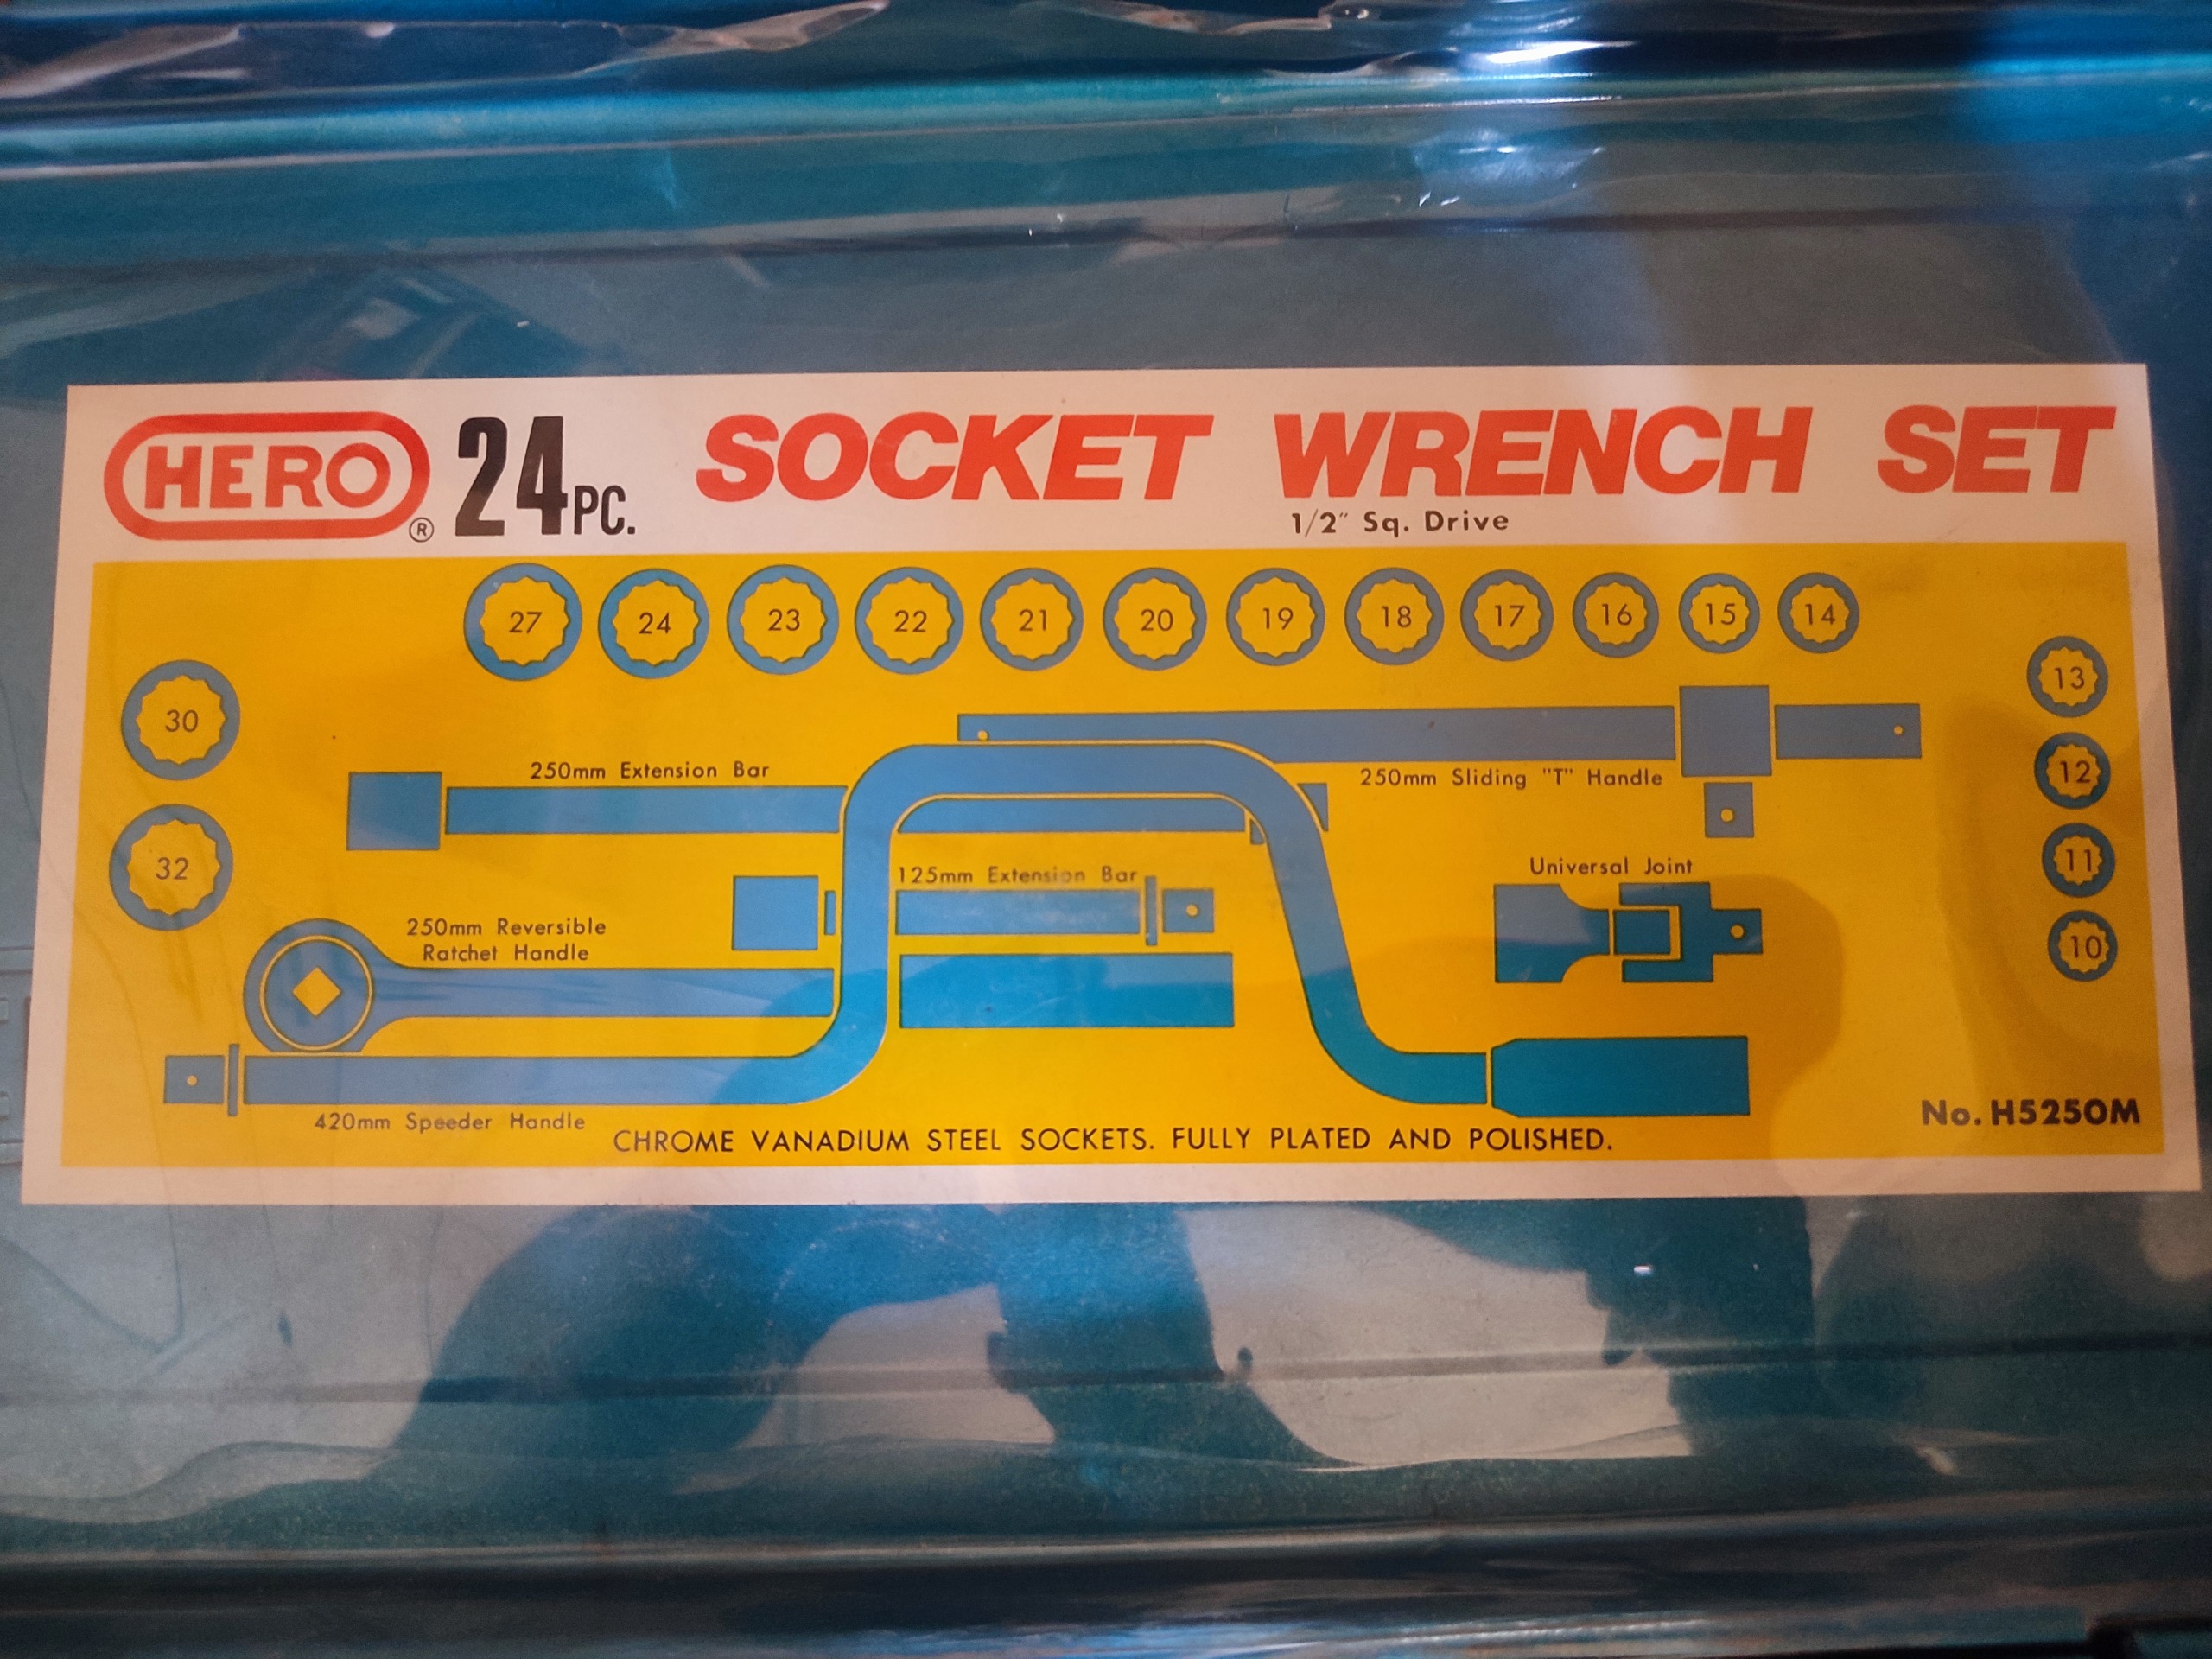 HERO ® 24 PC. SOCKET WRENCH SET
1/2″ Sq. Drive
27 24 23 22 21 20 19 18 17 16 15 14
13
30
12
250mm Extension Bar
250mm Sliding "T" Handle
11
32
125mm Extension Bar
Universal Joint
10
250mm Reversible
Ratchet Handle
No. H5250M
420mm Speeder Handle
CHROME VANADIUM STEEL SOCKETS. FULLY PLATED AND POLISHED.